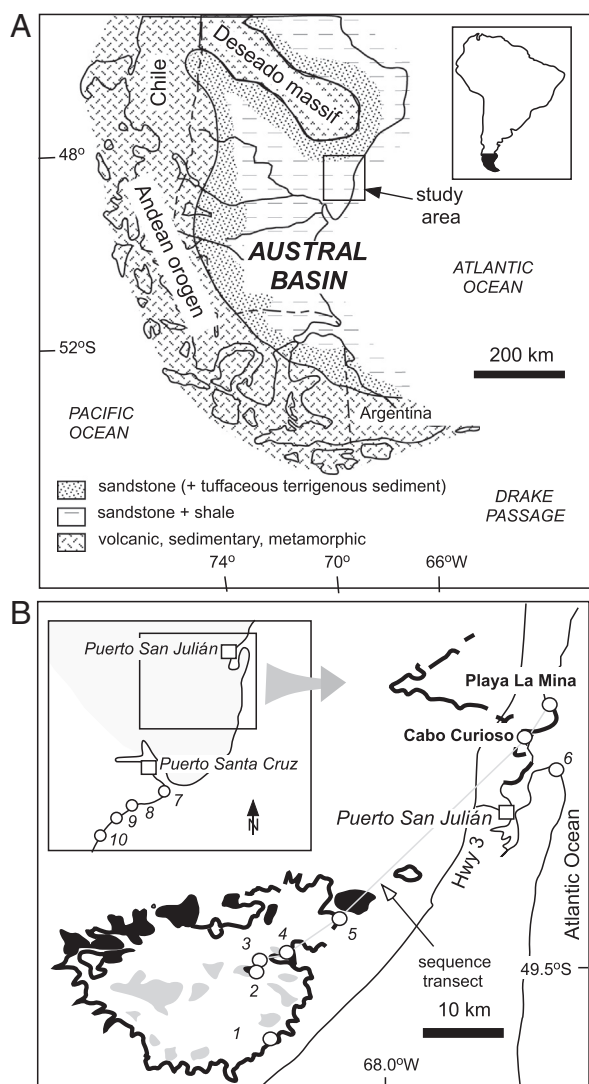 A
Deseado massif
Chile
48°
study
area
Andean orogen
AUSTRAL
BASIN
ATLANTIC
OCEAN
52°S
200 km
PACIFIC
OCEAN
Argentina
sandstone (+ tuffaceous terrigenous sediment)
sandstone + shale
volcanic, sedimentary, metamorphic
DRAKE
PASSAGE
74°
70°
66°W
B
Puerto San Julián
Puerto Santa Cruz
7
8
9
10
N
Playa La Mina
Cabo Curioso
6
Puerto San Julián
Hwy 3
Atlantic Ocean
5
4
3
2
1
sequence
transect
49.5°S
10 km
68.0°W